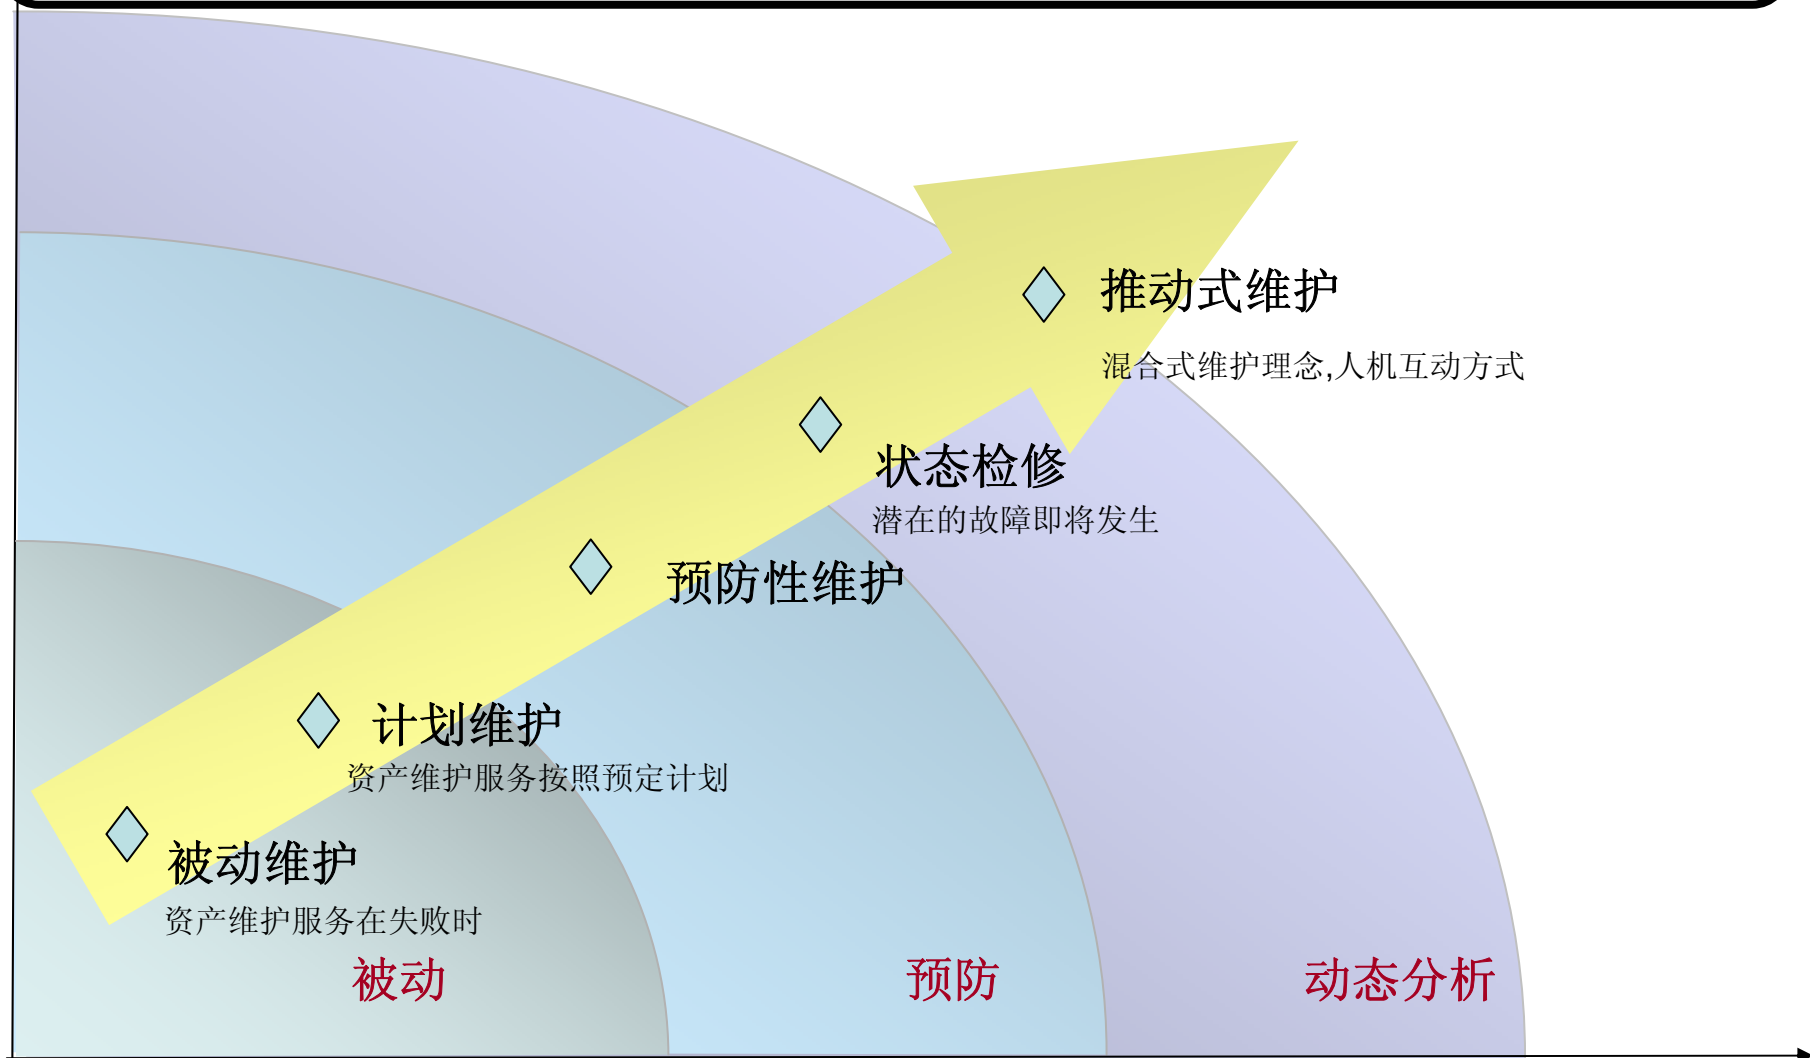 推动式维护
混合式维护理念,人机互动方式
状态检修
潜在的故障即将发生
预防性维护
计划维护
资产维护服务按照预定计划
被动维护
资产维护服务在失败时
被动
预防
动态分析